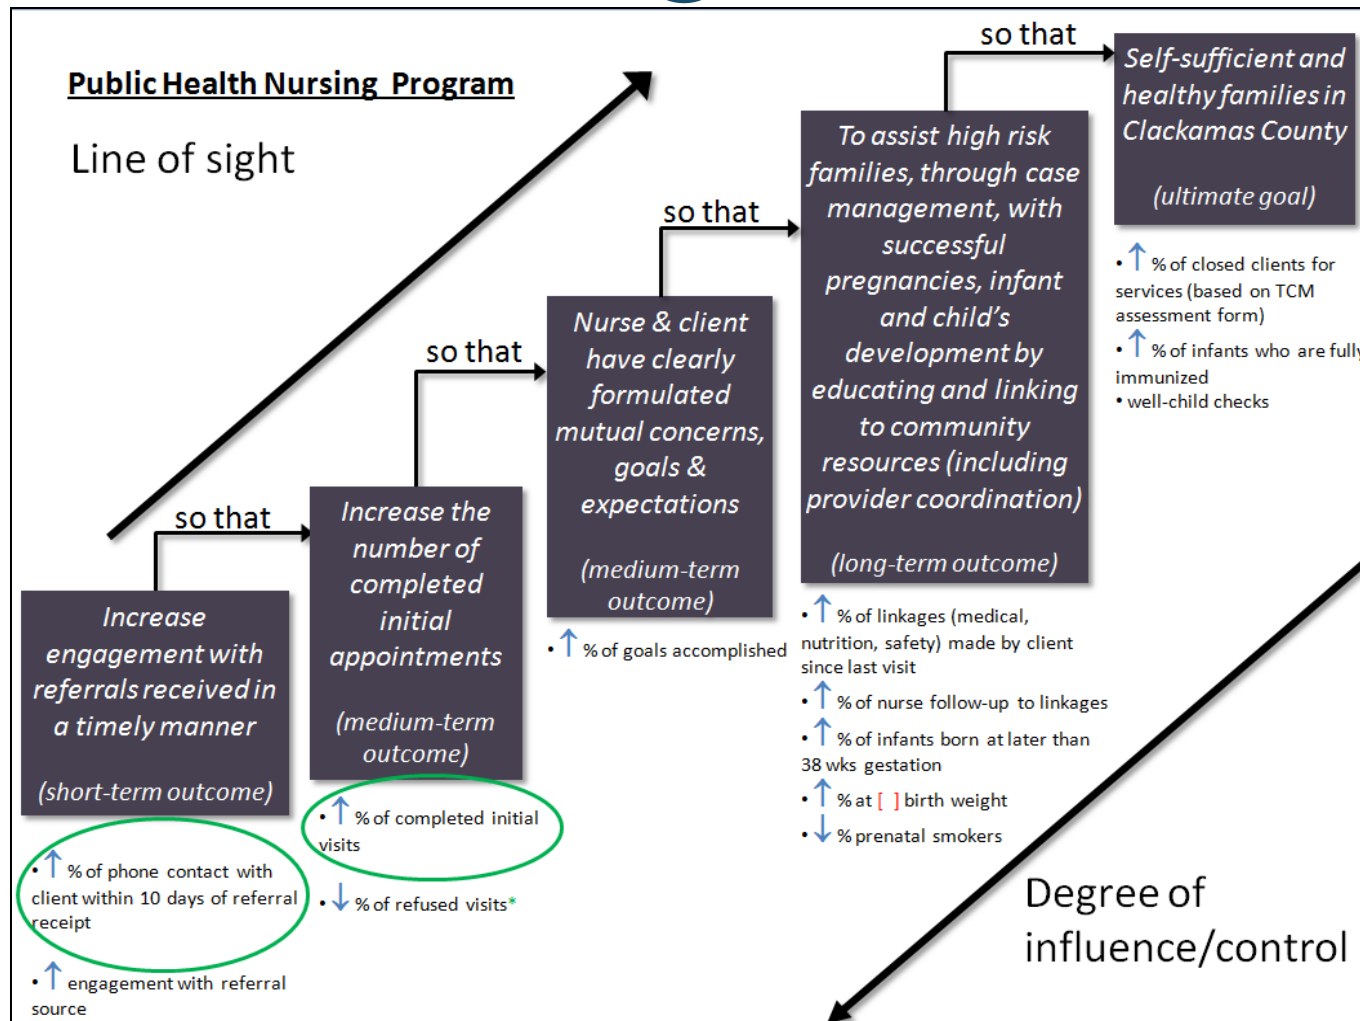 Public Health Nursing Program
Line of sight
so that
so that
so that
so that
Increase
engagement with
referrals received in
a timely manner
(short-term outcome)
• ↑ % of phone contact with
client within 10 days of referral
receipt
• ↑ engagement with referral
source
Increase the
number of
completed
initial
appointments
(medium-term
outcome)
• ↑ % of completed initial
visits
• ↓ % of refused visits*
Nurse & client
have clearly
formulated
mutual concerns,
goals &
expectations
(medium-term
outcome)
• ↑ % of goals accomplished
To assist high risk
families, through case
management, with
successful
pregnancies, infant
and child's
development by
educating and linking
to community
resources (including
provider coordination)
(long-term outcome)
• ↑ % of linkages (medical,
nutrition, safety) made by client
since last visit
• ↑ % of nurse follow-up to linkages
• ↑ % of infants born at later than
38 wks gestation
• ↑ % at [ ] birth weight
• ↓ % prenatal smokers
Self-sufficient and
healthy families in
Clackamas County
(ultimate goal)
• ↑ % of closed clients for
services (based on TCM
assessment form)
• ↑ % of infants who are fully
immunized
• well-child checks
Degree of
influence/control